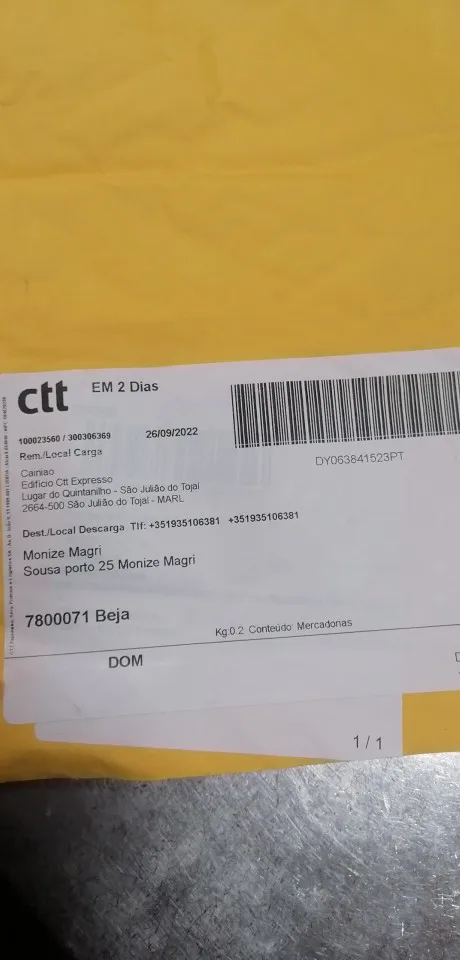 ctt EM 2 Dias
100023560 / 300306369 26/09/2022
Rem./Local Carga
DY063841523PT
Cainiao
Edificio Ctt Expresso
Lugar do Quintanilho - São Julião do Tojal
2664-500 São Julião do Tojal - MARL
Dest./Local Descarga Tlf: +351935106381 +351935106381
Monize Magri
Sousa porto 25 Monize Magri
7800071 Beja
Kg:0.2 Conteúdo: Mercadorias
DOM
1 / 1